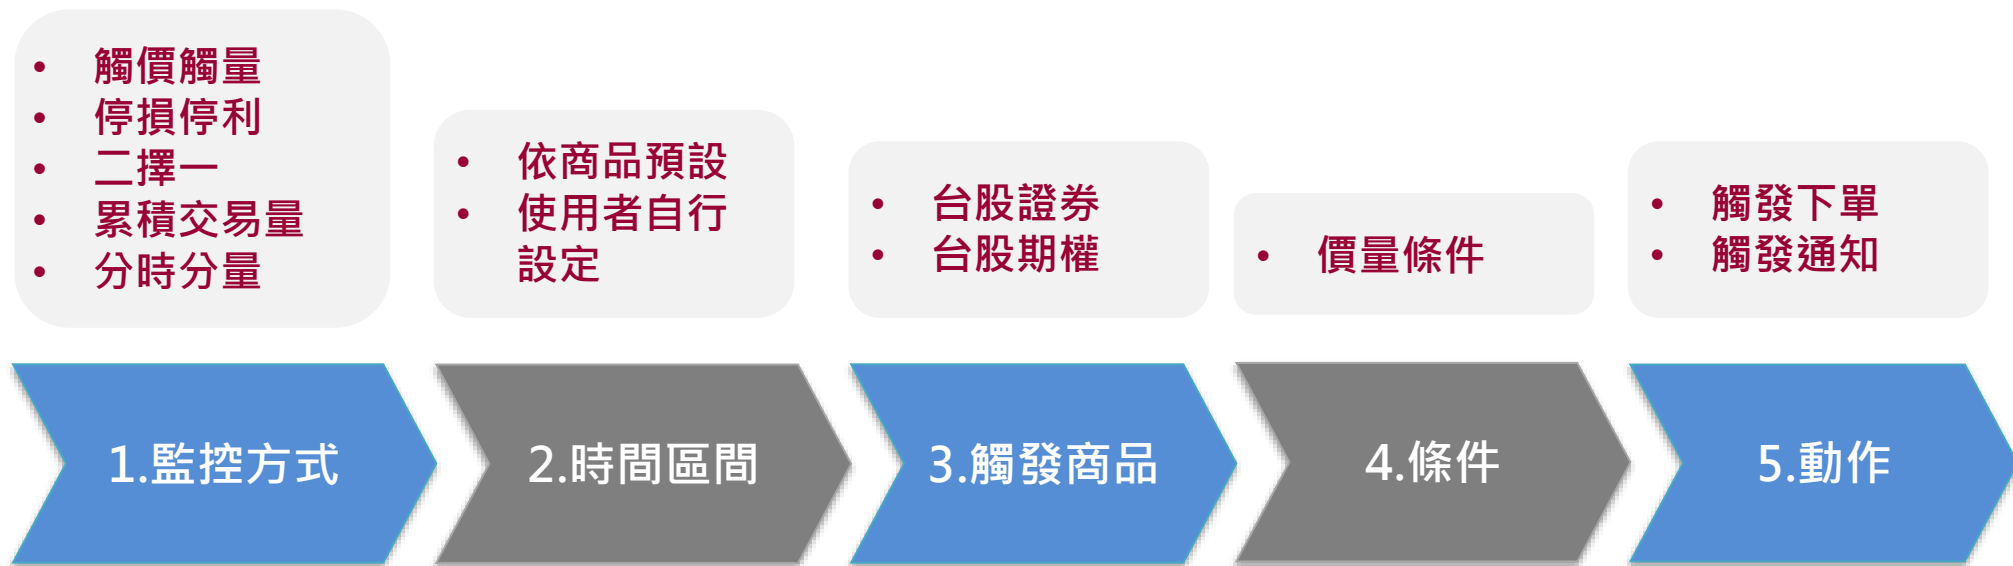 • 觸價觸量
• 停損停利
• 二擇一
• 累積交易量
• 分時分量
1.監控方式
• 依商品預設
• 使用者自行
設定
2.時間區間
• 台股證券
• 台股期權
3.觸發商品
• 價量條件
4.條件
• 觸發下單
• 觸發通知
5.動作